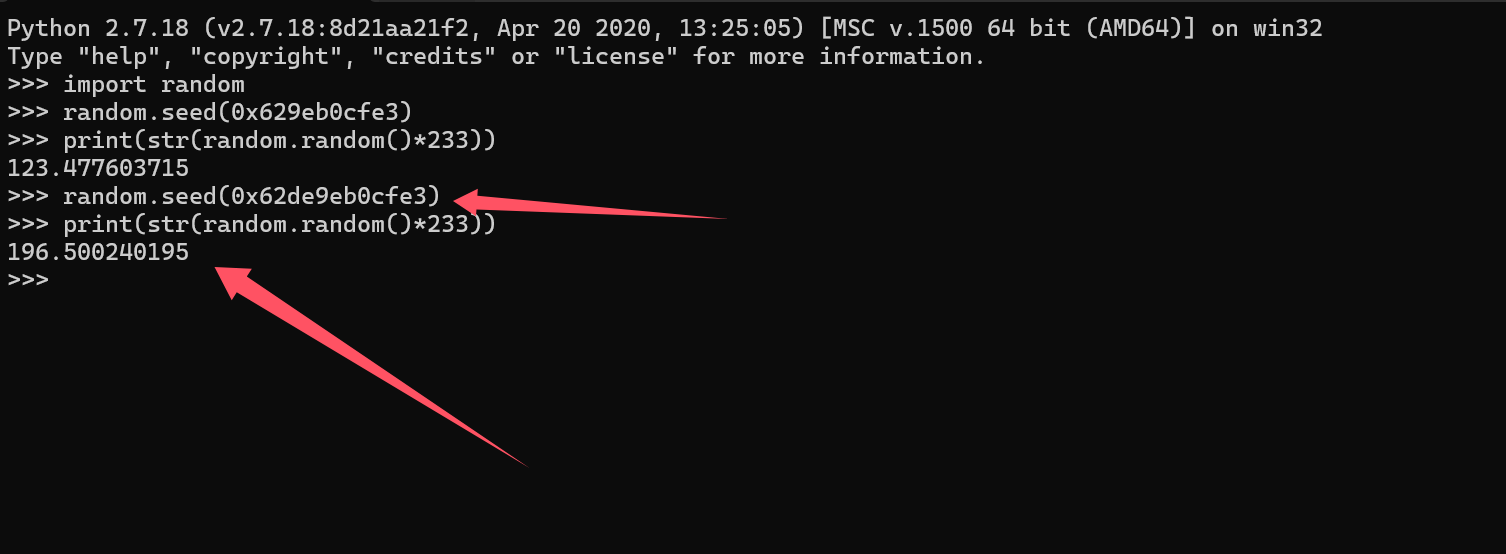 Python 2.7.18 (v2.7.18:8d21aa21f2, Apr 20 2020, 13:25:05) [MSC v.1500 64 bit (AMD64)] on win32
Type "help", "copyright", "credits" or "license" for more information.
>>> import random
>>> random.seed(0x629eb0cfe3)
>>> print(str(random.random()*233))
123.477603715
>>> random.seed(0x62de9eb0cfe3)
>>> print(str(random.random()*233))
196.500240195
>>>